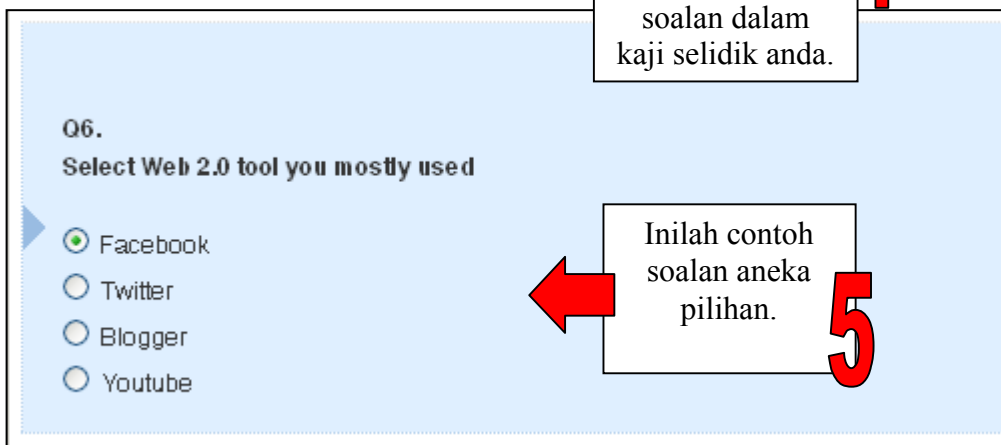 soalan dalam
kaji selidik anda.
Q6.
Select Web 2.0 tool you mostly used
Facebook
Twitter
Blogger
Youtube
Inilah contoh
soalan aneka
pilihan.
5